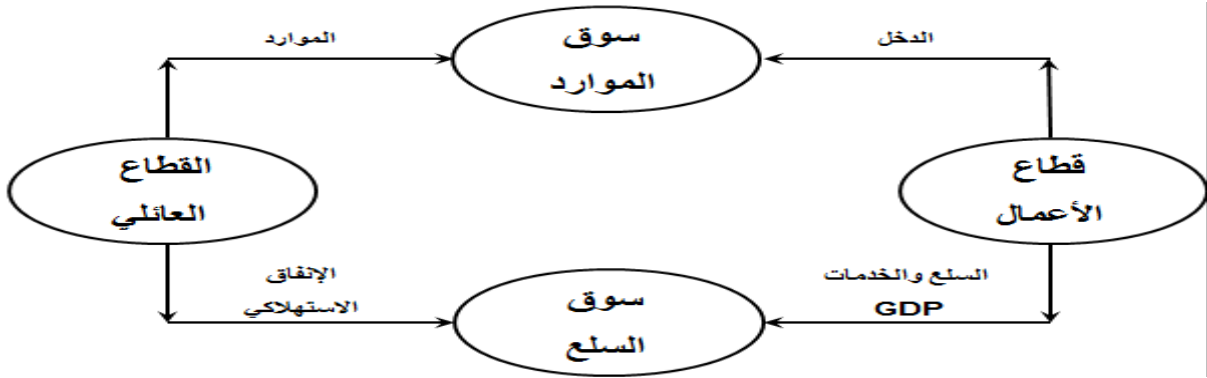 الدخل
سوق
الموارد
الموارد
قطاع
الأعمال
القطاع
العائلي
السلع والخدمات
GDP
سوق
السلع
الإنفاق
الاستهلاكي